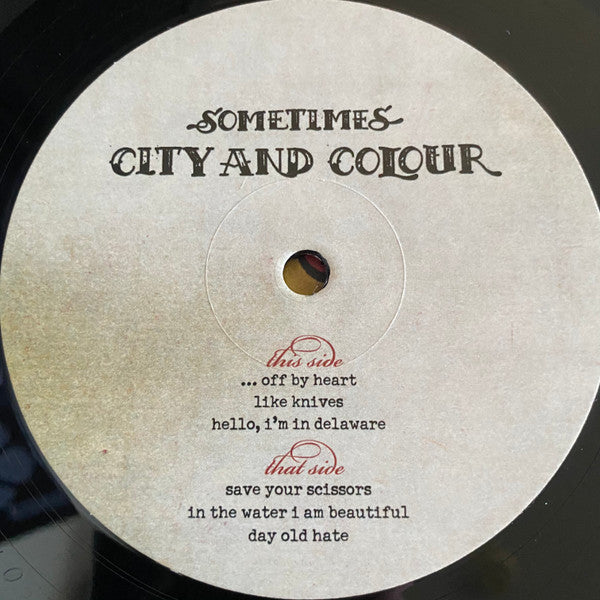 SOMETIMES
CITY AND COLOUR
this side
... off by heart
like knives
hello, i'm in delaware
that side
save your scissors
in the water i am beautiful
day old hate